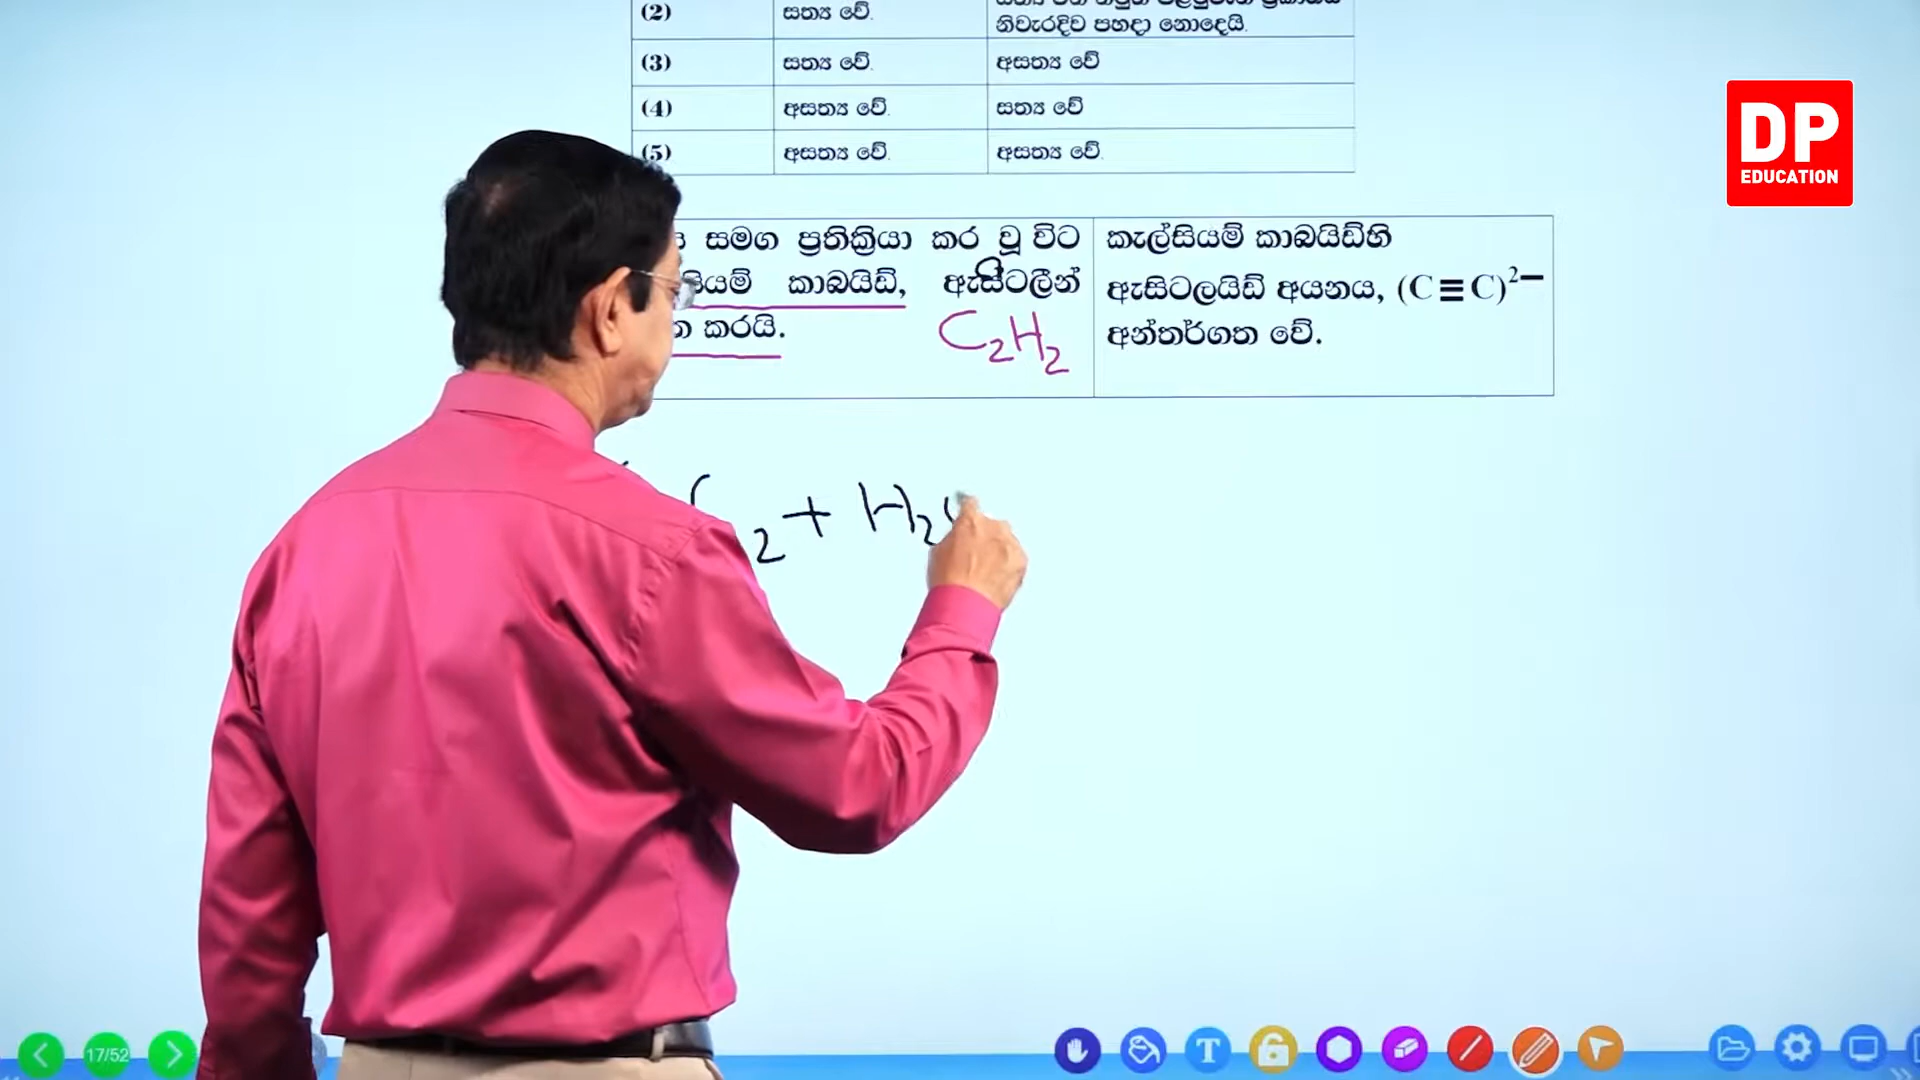 (2) සත්‍ය වේ.
නිවැරදිව පහදා නොදෙයි.
(3) සත්‍ය වේ. අසත්‍ය වේ
(4) අසත්‍ය වේ. සත්‍ය වේ
(5) අසත්‍ය වේ. අසත්‍ය වේ.
DP
EDUCATION
සමග ප්‍රතික්‍රියා කර වූ විට
කාබයිඩ්, ඇසිටලීන්
කරයි.
C2H2
කැල්සියම් කාබයිඩ්හි
ඇසිටලයිඩ් අයනය, (C≡C)²⁻
අන්තර්ගත වේ.
2 + H2
17/52
T